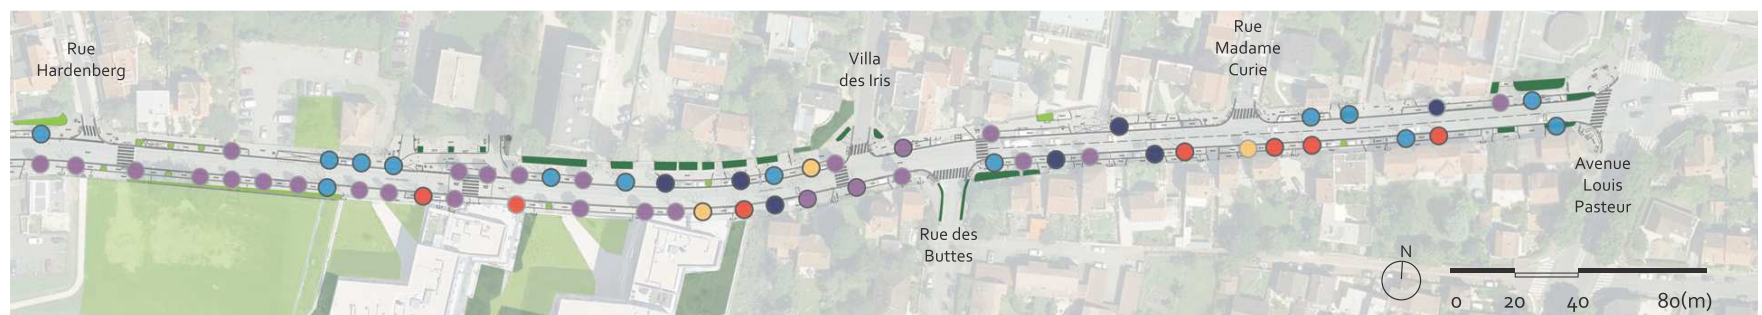 Rue
Hardenberg
Villa
des Iris
Rue
Madame
Curie
Rue des
Buttes
Avenue
Louis
Pasteur
N
0 20 40 80(m)